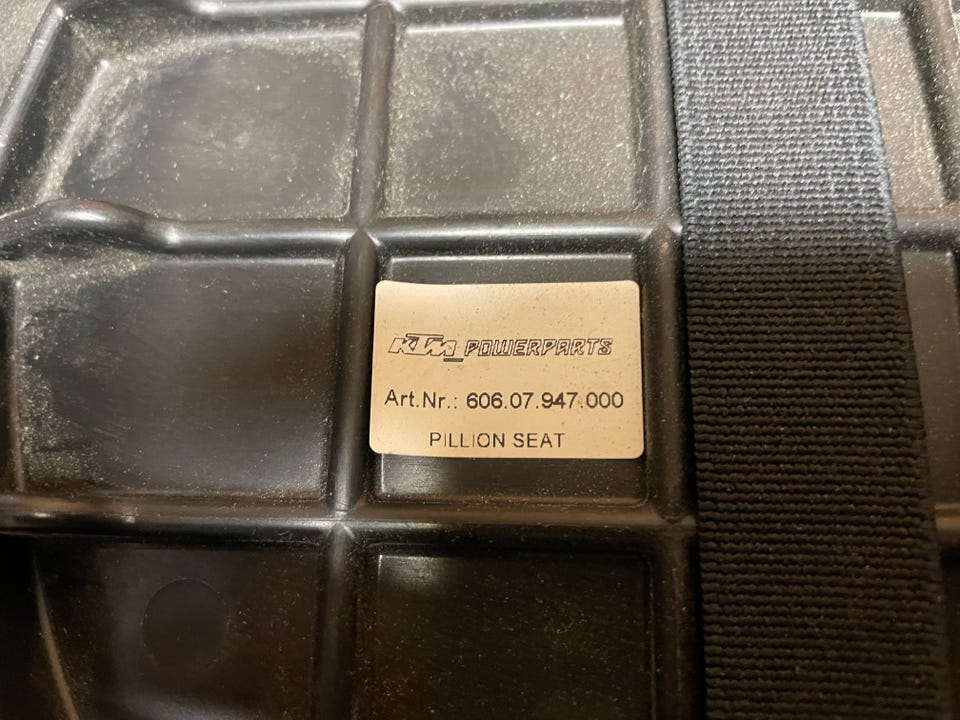 KTM POWERPARTS
Art.Nr.: 606.07.947.000
PILLION SEAT